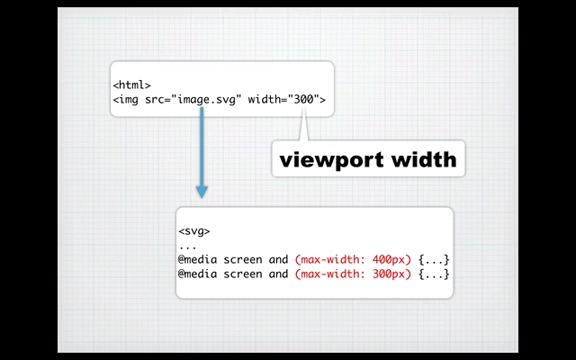 <html>
<img src="image.svg" width="300">
viewport width
<svg>
...
@media screen and (max-width: 400px) {...}
@media screen and (max-width: 300px) {...}